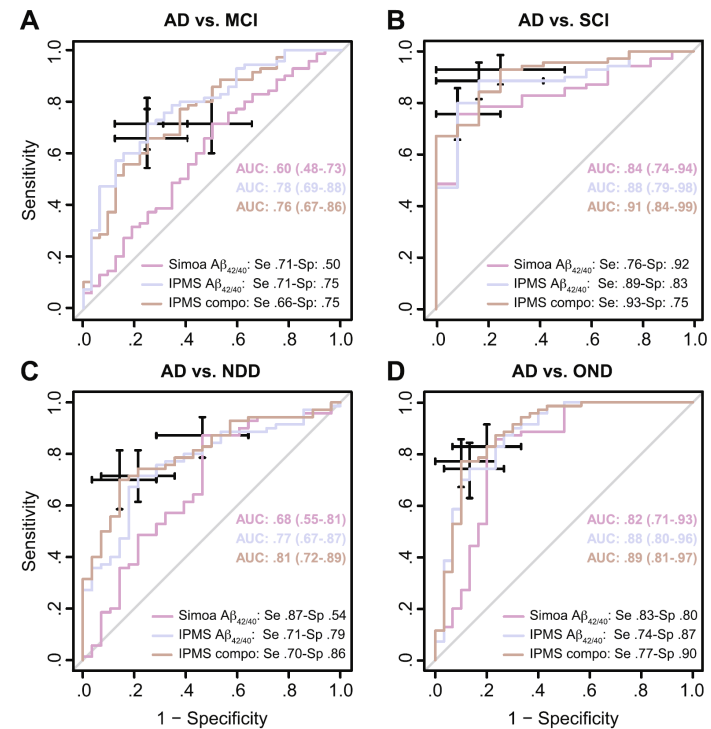 A AD vs. MCI
1.0
.8
.6
.4
.2
.0
Sensitivity
AUC: .60 (.48-.73)
AUC: .78 (.69-.88)
AUC: .76 (.67-.86)
Simoa Aβ42/40: Se .71-Sp: .50
IPMS Aβ42/40: Se .71-Sp: .75
IPMS compo: Se .66-Sp: .75
.0 .2 .4 .6 .8 1.0
B AD vs. SCI
1.0
.8
.6
.4
.2
.0
AUC: .84 (.74-.94)
AUC: .88 (.79-.98)
AUC: .91 (.84-.99)
Simoa Aβ42/40: Se: .76-Sp: .92
IPMS Aβ42/40: Se: .89-Sp: .83
IPMS compo: Se: .93-Sp: .75
.0 .2 .4 .6 .8 1.0
C AD vs. NDD
1.0
.8
.6
.4
.2
.0
Sensitivity
AUC: .68 (.55-.81)
AUC: .77 (.67-.87)
AUC: .81 (.72-.89)
Simoa Aβ42/40: Se .87-Sp .54
IPMS Aβ42/40: Se .71-Sp .79
IPMS compo: Se .70-Sp .86
.0 .2 .4 .6 .8 1.0
1 − Specificity
D AD vs. OND
1.0
.8
.6
.4
.2
.0
AUC: .82 (.71-.93)
AUC: .88 (.80-.96)
AUC: .89 (.81-.97)
Simoa Aβ42/40: Se .83-Sp .80
IPMS Aβ42/40: Se .74-Sp .87
IPMS compo: Se .77-Sp .90
.0 .2 .4 .6 .8 1.0
1 − Specificity